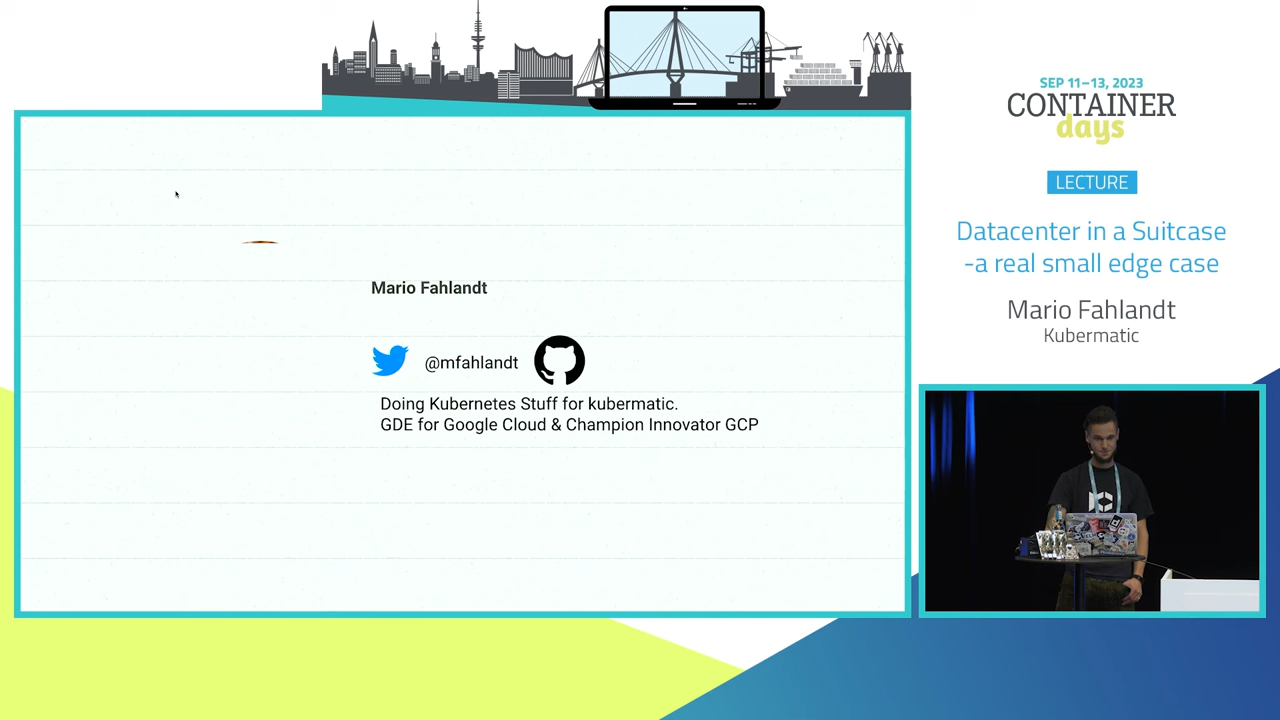 SEP 11–13, 2023
CONTAINER
days
LECTURE
Datacenter in a Suitcase
-a real small edge case
Mario Fahlandt
Kubermatic
Mario Fahlandt
@mfahlandt
Doing Kubernetes Stuff for kubermatic.
GDE for Google Cloud & Champion Innovator GCP